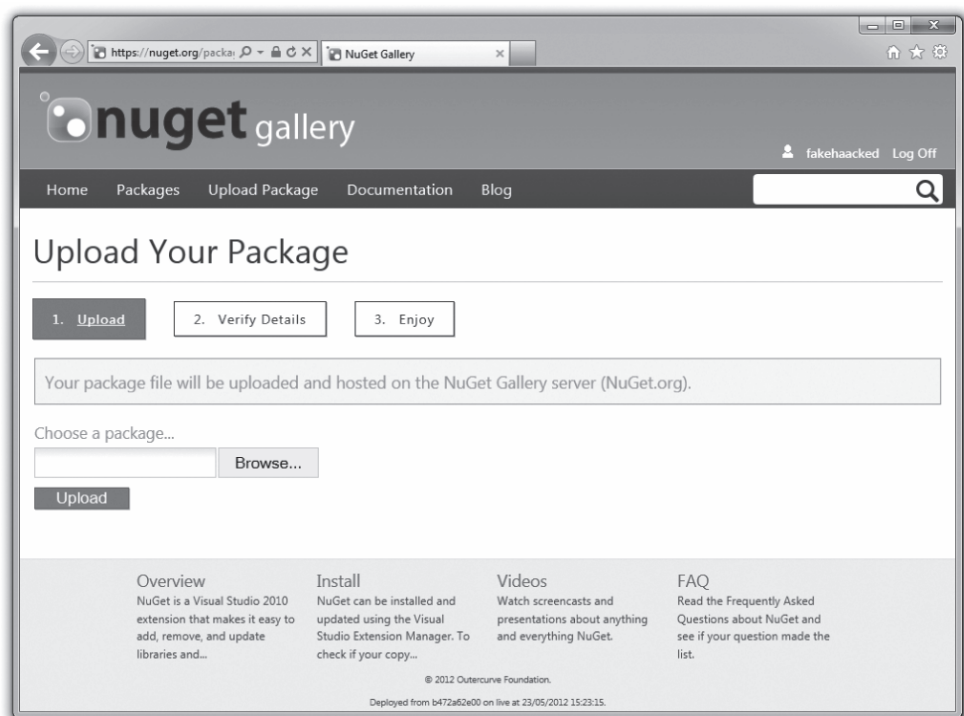 https://nuget.org/packa
NuGet Gallery
nuget gallery
fakehaacked Log Off
Home Packages Upload Package Documentation Blog
Upload Your Package
1. Upload 2. Verify Details 3. Enjoy
Your package file will be uploaded and hosted on the NuGet Gallery server (NuGet.org).
Choose a package...
Browse...
Upload
Overview
NuGet is a Visual Studio 2010
extension that makes it easy to
add, remove, and update
libraries and...
Install
NuGet can be installed and
updated using the Visual
Studio Extension Manager. To
check if your copy...
Videos
Watch screencasts and
presentations about anything
and everything NuGet.
FAQ
Read the Frequently Asked
Questions about NuGet and
see if your question made the
list.
© 2012 Outercurve Foundation.
Deployed from b472a62e00 on live at 23/05/2012 15:23:15.